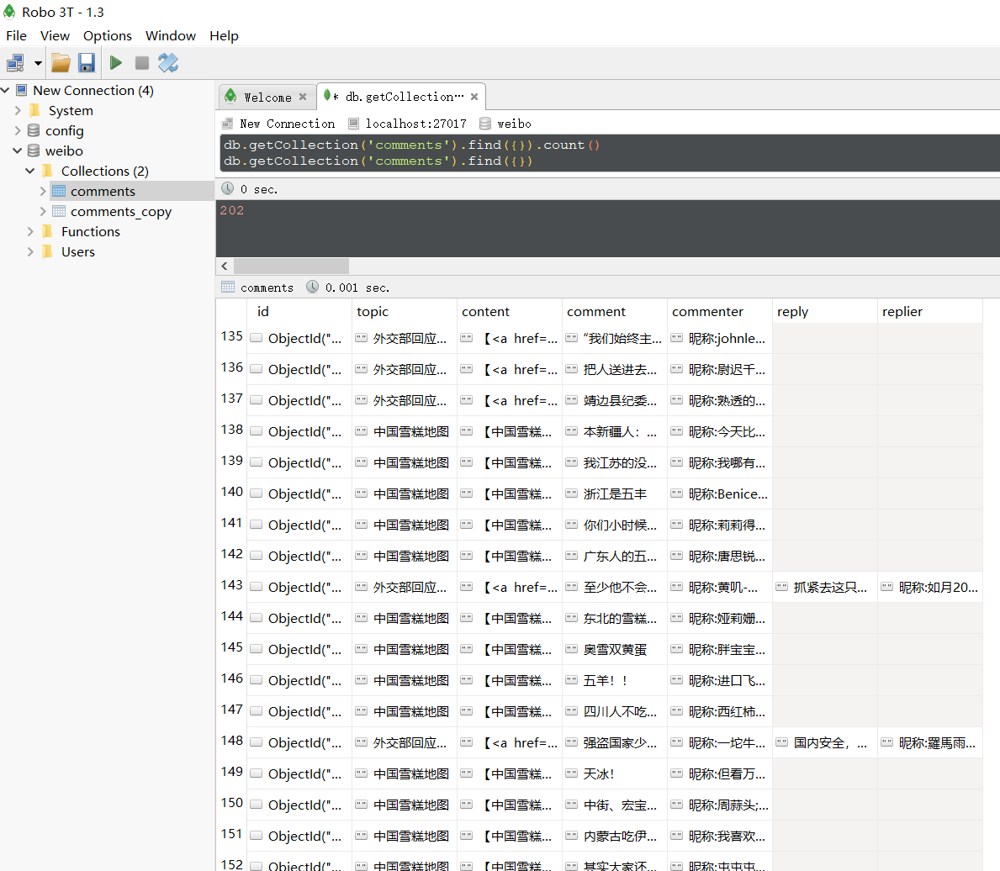 Robo 3T - 1.3
File View Options Window Help
New Connection (4)
System
config
weibo
Collections (2)
comments
comments_copy
Functions
Users
Welcome
* db.getCollection…
New Connection localhost:27017 weibo
db.getCollection('comments').find({}).count()
db.getCollection('comments').find({})
0 sec.
202
comments 0.001 sec.
id topic content comment commenter reply replier
135 ObjectId("... 外交部回应... 【<a href=... “我们始终主... 昵称:johnle...
136 ObjectId("... 外交部回应... 【<a href=... 把人送进去... 昵称:尉迟千...
137 ObjectId("... 外交部回应... 【<a href=... 靖边县纪委... 昵称:熟透的...
138 ObjectId("... 中国雪糕地图 【中国雪糕... 本新疆人：... 昵称:今天比...
139 ObjectId("... 中国雪糕地图 【中国雪糕... 我江苏的没... 昵称:我哪有...
140 ObjectId("... 中国雪糕地图 【中国雪糕... 浙江是五丰 昵称:Benice...
141 ObjectId("... 中国雪糕地图 【中国雪糕... 你们小时候... 昵称:莉莉得...
142 ObjectId("... 中国雪糕地图 【中国雪糕... 广东人的五... 昵称:唐思锐...
143 ObjectId("... 外交部回应... 【<a href=... 至少他不会... 昵称:黄叽-... 抓紧去这只... 昵称:如月20...
144 ObjectId("... 中国雪糕地图 【中国雪糕... 东北的雪糕... 昵称:娅莉姗...
145 ObjectId("... 中国雪糕地图 【中国雪糕... 奥雪双黄蛋 昵称:胖宝宝...
146 ObjectId("... 中国雪糕地图 【中国雪糕... 五羊！！ 昵称:进口飞...
147 ObjectId("... 中国雪糕地图 【中国雪糕... 四川人不吃... 昵称:西红柿...
148 ObjectId("... 外交部回应... 【<a href=... 强盗国家少... 昵称:一坨牛... 国内安全，... 昵称:羅馬雨...
149 ObjectId("... 中国雪糕地图 【中国雪糕... 天冰！ 昵称:但看万...
150 ObjectId("... 中国雪糕地图 【中国雪糕... 中街、宏宝... 昵称:周蒜头;...
151 ObjectId("... 中国雪糕地图 【中国雪糕... 内蒙古吃伊... 昵称:我喜欢...
152 ObjectId("... 中国雪糕地图 【中国雪糕... 其实大家还... 昵称:屯屯屯...